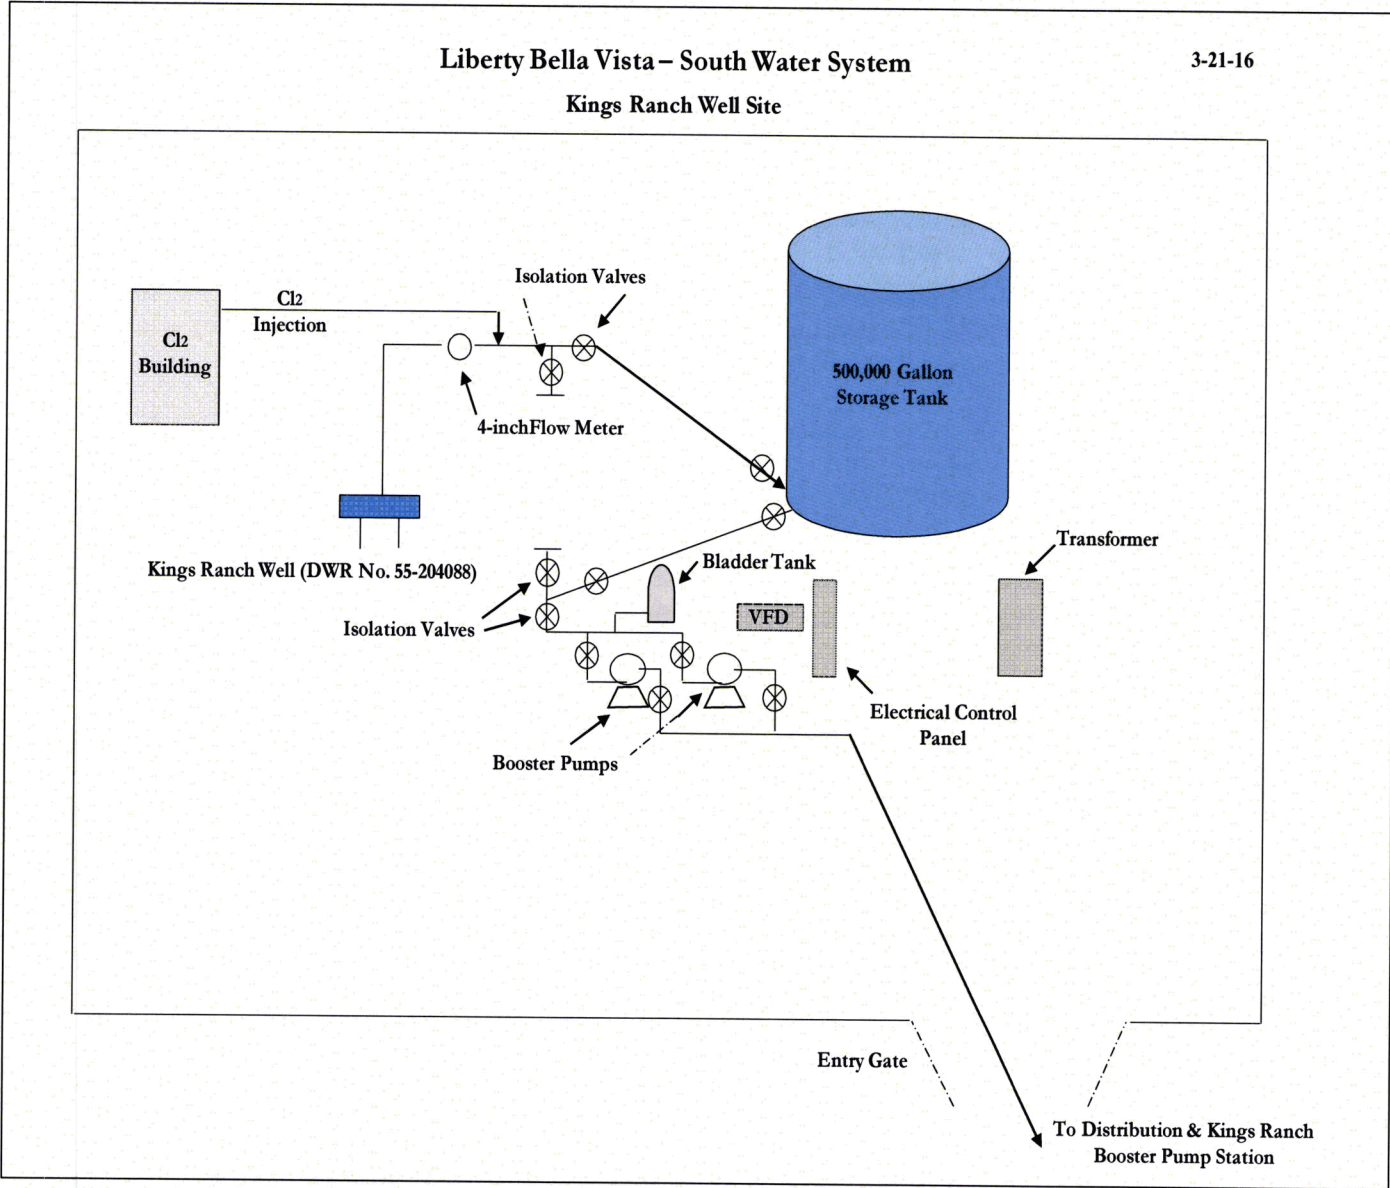 Liberty Bella Vista – South Water System
3-21-16
Kings Ranch Well Site
Isolation Valves
Cl2
Injection
Cl2
Building
4-inchFlow Meter
500,000 Gallon
Storage Tank
Kings Ranch Well (DWR No. 55-204088)
Transformer
Bladder Tank
Isolation Valves
VFD
Electrical Control
Panel
Booster Pumps
Entry Gate
To Distribution & Kings Ranch
Booster Pump Station